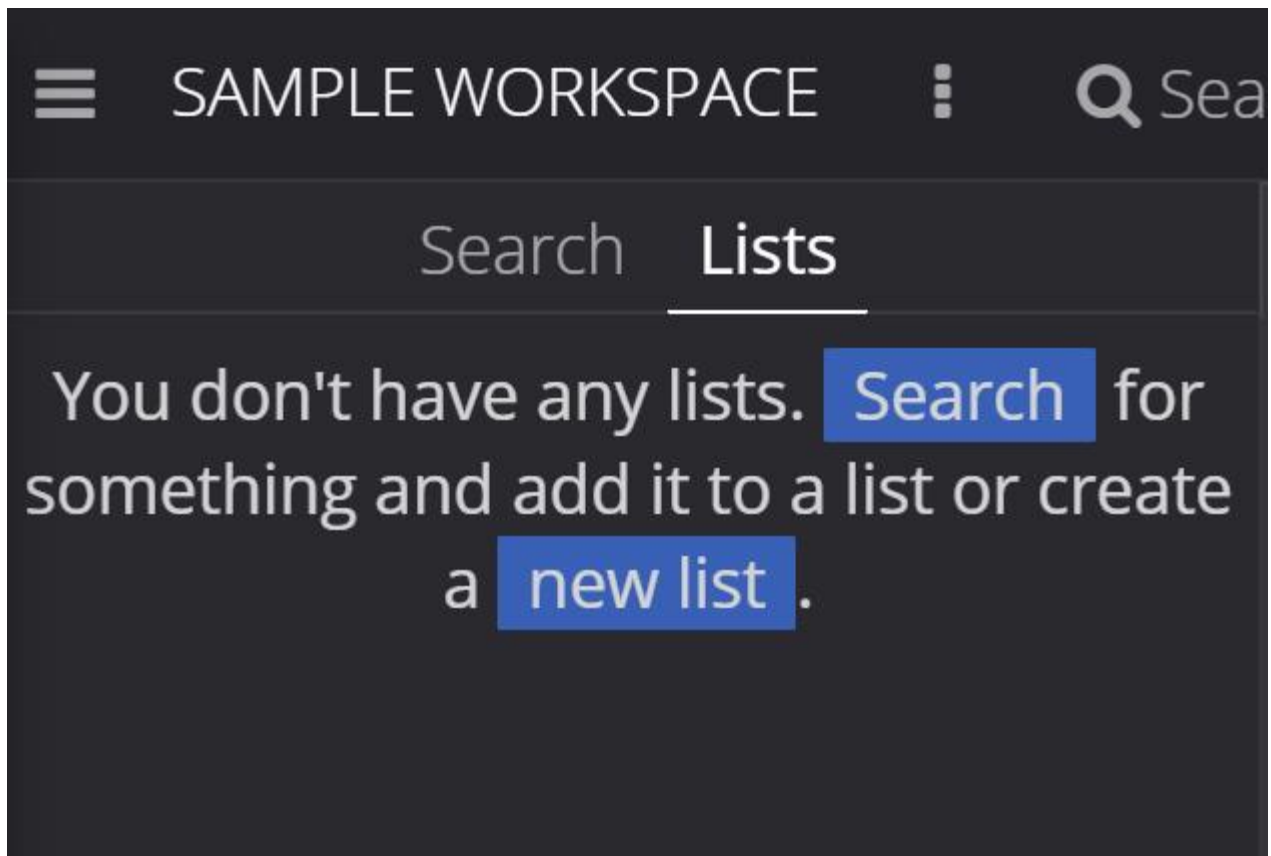 SAMPLE WORKSPACE Sea
Search Lists
You don't have any lists. Search for
something and add it to a list or create
a new list .